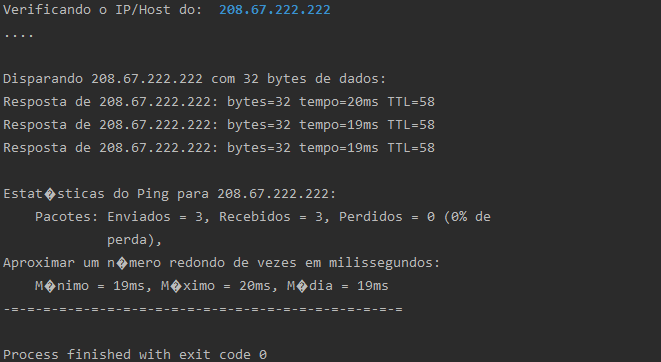 Verificando o IP/Host do:  208.67.222.222
....
Disparando 208.67.222.222 com 32 bytes de dados:
Resposta de 208.67.222.222: bytes=32 tempo=20ms TTL=58
Resposta de 208.67.222.222: bytes=32 tempo=19ms TTL=58
Resposta de 208.67.222.222: bytes=32 tempo=19ms TTL=58
Estat�sticas do Ping para 208.67.222.222:
    Pacotes: Enviados = 3, Recebidos = 3, Perdidos = 0 (0% de
             perda),
Aproximar um n�mero redondo de vezes em milissegundos:
    M�nimo = 19ms, M�ximo = 20ms, M�dia = 19ms
-=-=-=-=-=-=-=-=-=-=-=-=-=-=-=-=-=-=-=-=-=-=-=-=-=
Process finished with exit code 0